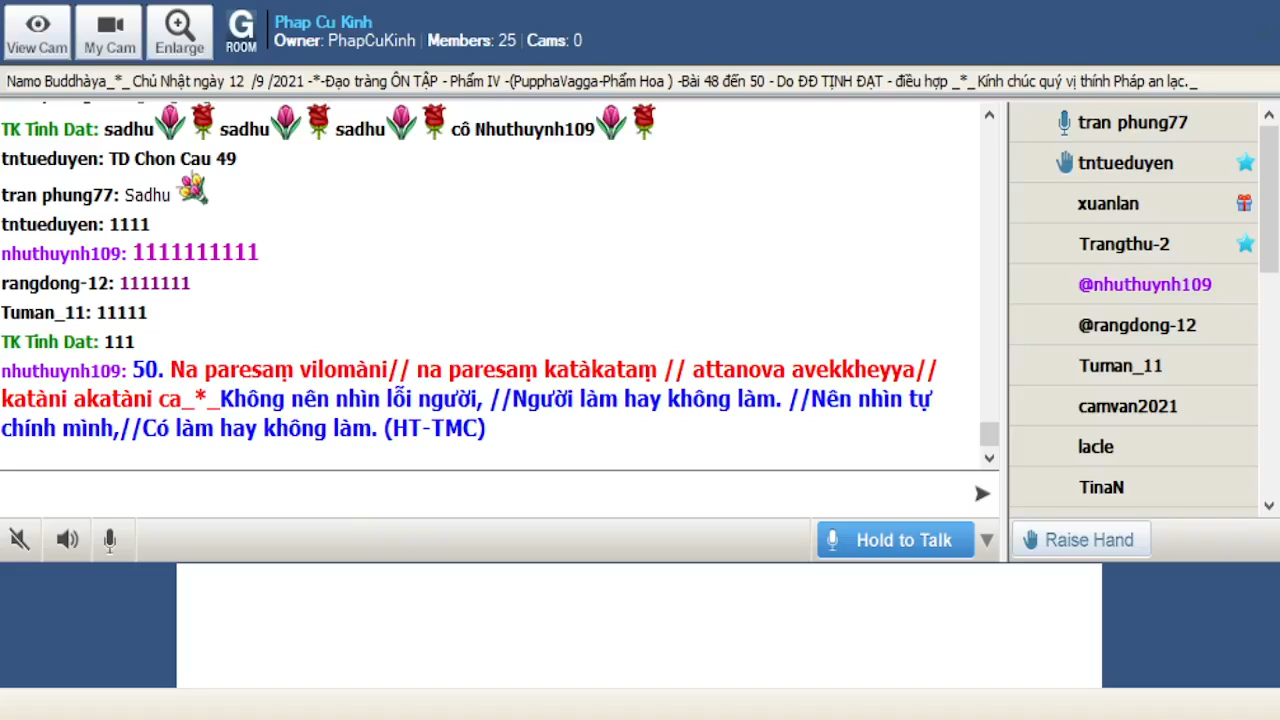 View Cam
My Cam
Enlarge
G
ROOM
Phap Cu Kinh
Owner: PhapCuKinh | Members: 25 | Cams: 0
Namo Buddhàya_*_ Chủ Nhật ngày 12 /9 /2021 -*-Đạo tràng ÔN TẬP - Phẩm IV -(PupphaVagga-Phẩm Hoa ) -Bài 48 đến 50 - Do ĐĐ TỊNH ĐẠT - điều hợp _*_ Kính chúc quý vị thính Pháp an lạc._
TK Tinh Dat: sadhu sadhu sadhu cô Nhuthuynh109
tntueduyen: TD Chon Cau 49
tran phung77: Sadhu
tntueduyen: 1111
nhuthuynh109: 1111111111
rangdong-12: 1111111
Tuman_11: 11111
TK Tinh Dat: 111
nhuthuynh109: 50. Na paresaṃ vilomàni// na paresaṃ katàkataṃ // attanova avekkheyya//
katàni akatàni ca_*_Không nên nhìn lỗi người, //Người làm hay không làm. //Nên nhìn tự
chính mình,//Có làm hay không làm. (HT-TMC)
tran phung77
tntueduyen
xuanlan
Trangthu-2
@nhuthuynh109
@rangdong-12
Tuman_11
camvan2021
lacle
TinaN
Hold to Talk
Raise Hand